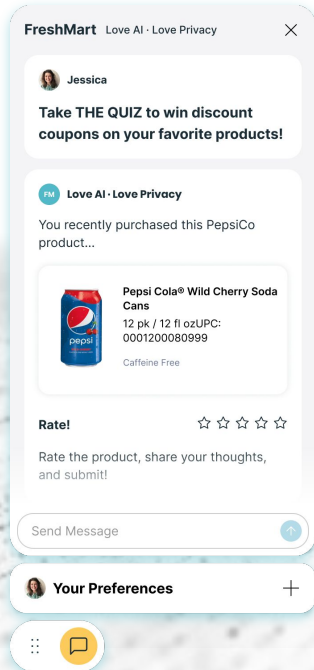 FreshMart Love AI · Love Privacy
Jessica
Take THE QUIZ to win discount
coupons on your favorite products!
FM Love AI · Love Privacy
You recently purchased this PepsiCo
product...
pepsi
Pepsi Cola® Wild Cherry Soda
Cans
12 pk / 12 fl ozUPC:
0001200080999
Caffeine Free
Rate!
Rate the product, share your thoughts,
and submit!
Send Message
Your Preferences